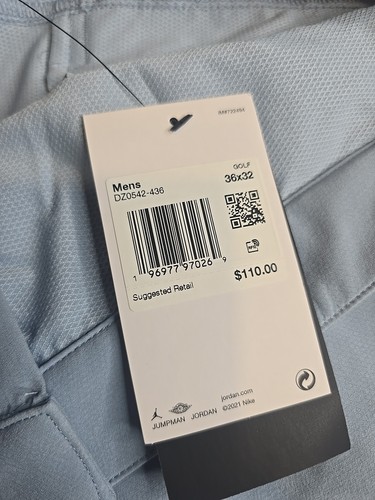 Mens
DZ0542-436
GOLF
36x32
1 96977 97026 9
Suggested Retail
$110.00
jordan.com
JUMPMAN JORDAN ©2021 Nike